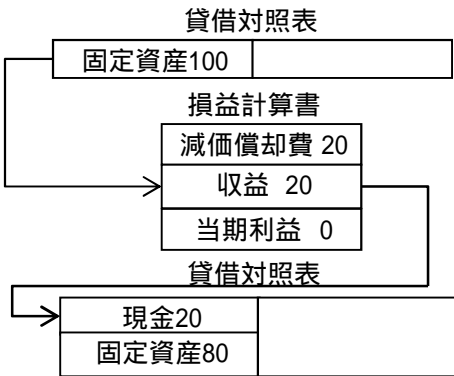 貸借対照表
固定資産100
損益計算書
減価償却費 20
収益 20
当期利益 0
貸借対照表
現金20
固定資産80